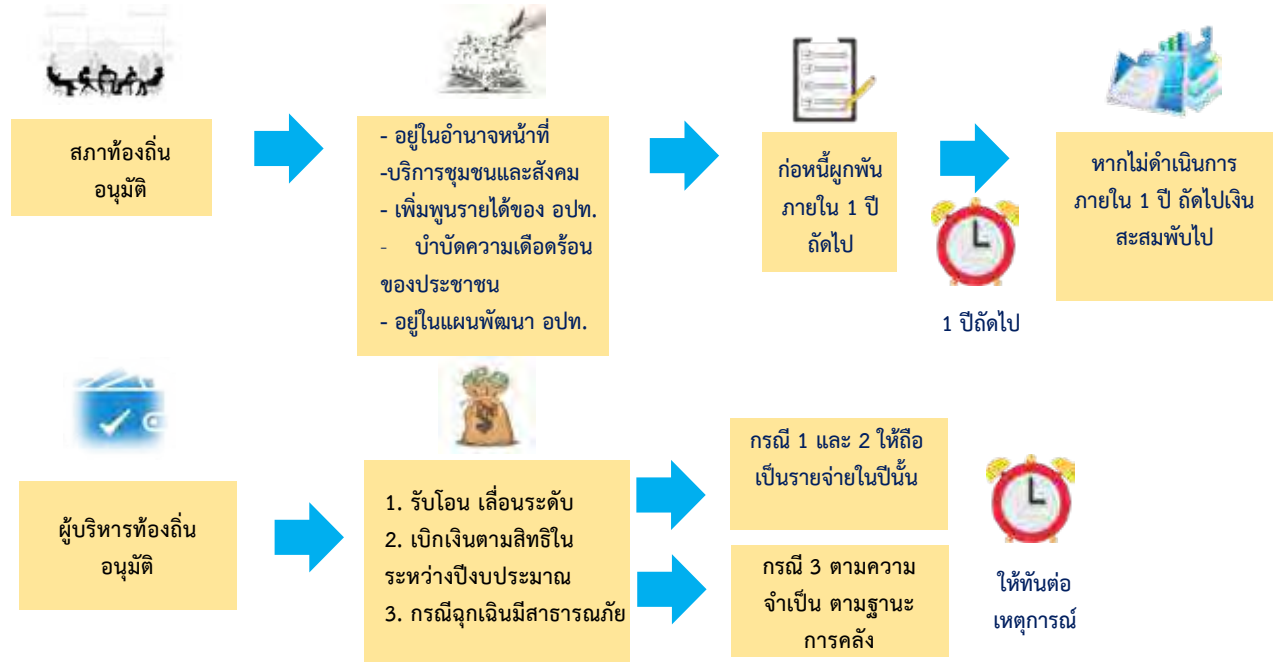 สภาท้องถิ่น
อนุมัติ
- อยู่ในอำนาจหน้าที่
-บริการชุมชนและสังคม
- เพิ่มพูนรายได้ของ อปท.
- บำบัดความเดือดร้อน
ของประชาชน
- อยู่ในแผนพัฒนา อปท.
ก่อหนี้ผูกพัน
ภายใน 1 ปี
ถัดไป
1 ปีถัดไป
หากไม่ดำเนินการ
ภายใน 1 ปี ถัดไปเงิน
สะสมพับไป
ผู้บริหารท้องถิ่น
อนุมัติ
1. รับโอน เลื่อนระดับ
2. เบิกเงินตามสิทธิใน
ระหว่างปีงบประมาณ
3. กรณีฉุกเฉินมีสาธารณภัย
กรณี 1 และ 2 ให้ถือ
เป็นรายจ่ายในปีนั้น
กรณี 3 ตามความ
จำเป็น ตามฐานะ
การคลัง
ให้ทันต่อ
เหตุการณ์